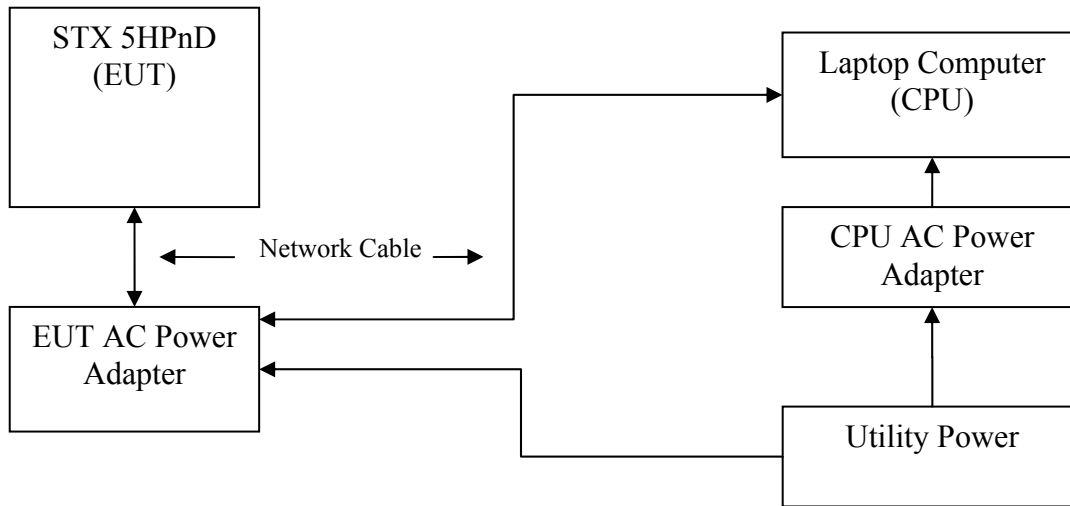 STX 5HPnD
(EUT)
Laptop Computer
(CPU)
Network Cable
CPU AC Power
Adapter
EUT AC Power
Adapter
Utility Power